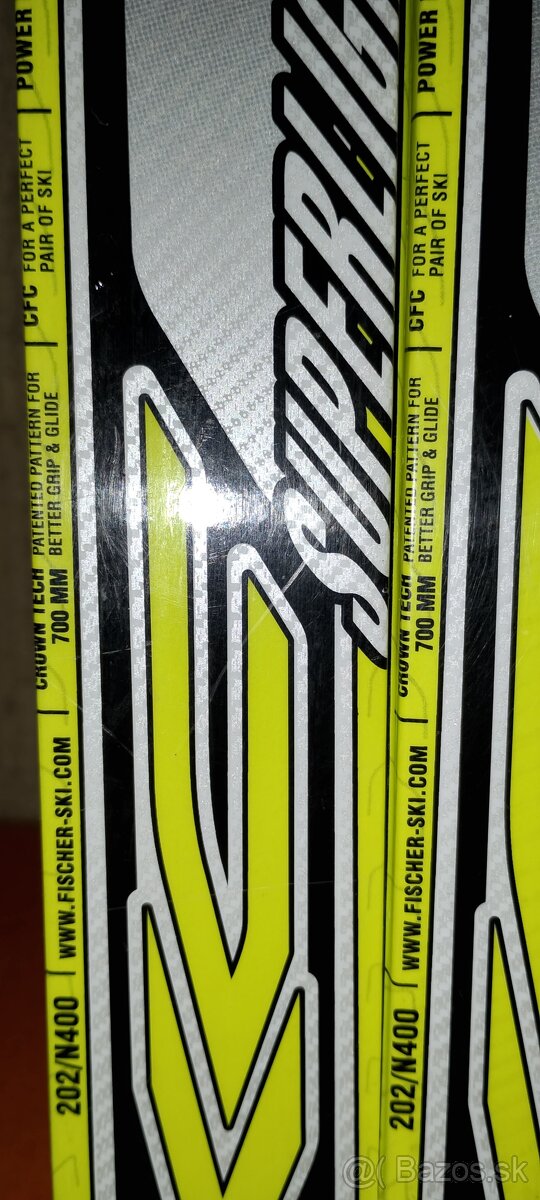 202/N400 | WWW.FISCHER-SKI.COM | CROWN TECH 700 MM PATENTED PATTERN FOR
BETTER GRIP & GLIDE | CFC FOR A PERFECT
PAIR OF SKI | POWER
SUPERLIG
202/N400 | WWW.FISCHER-SKI.COM | CROWN TECH 700 MM PATENTED PATTERN FOR
BETTER GRIP & GLIDE | CFC FOR A PERFECT
PAIR OF SKI | POWER
Bazos.sk